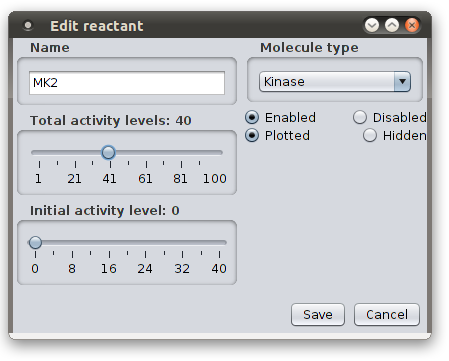 Edit reactant
Name
Molecule type
MK2
Kinase
Enabled Disabled
Plotted Hidden
Total activity levels: 40
1 21 41 61 81 100
Initial activity level: 0
0 8 16 24 32 40
Save Cancel